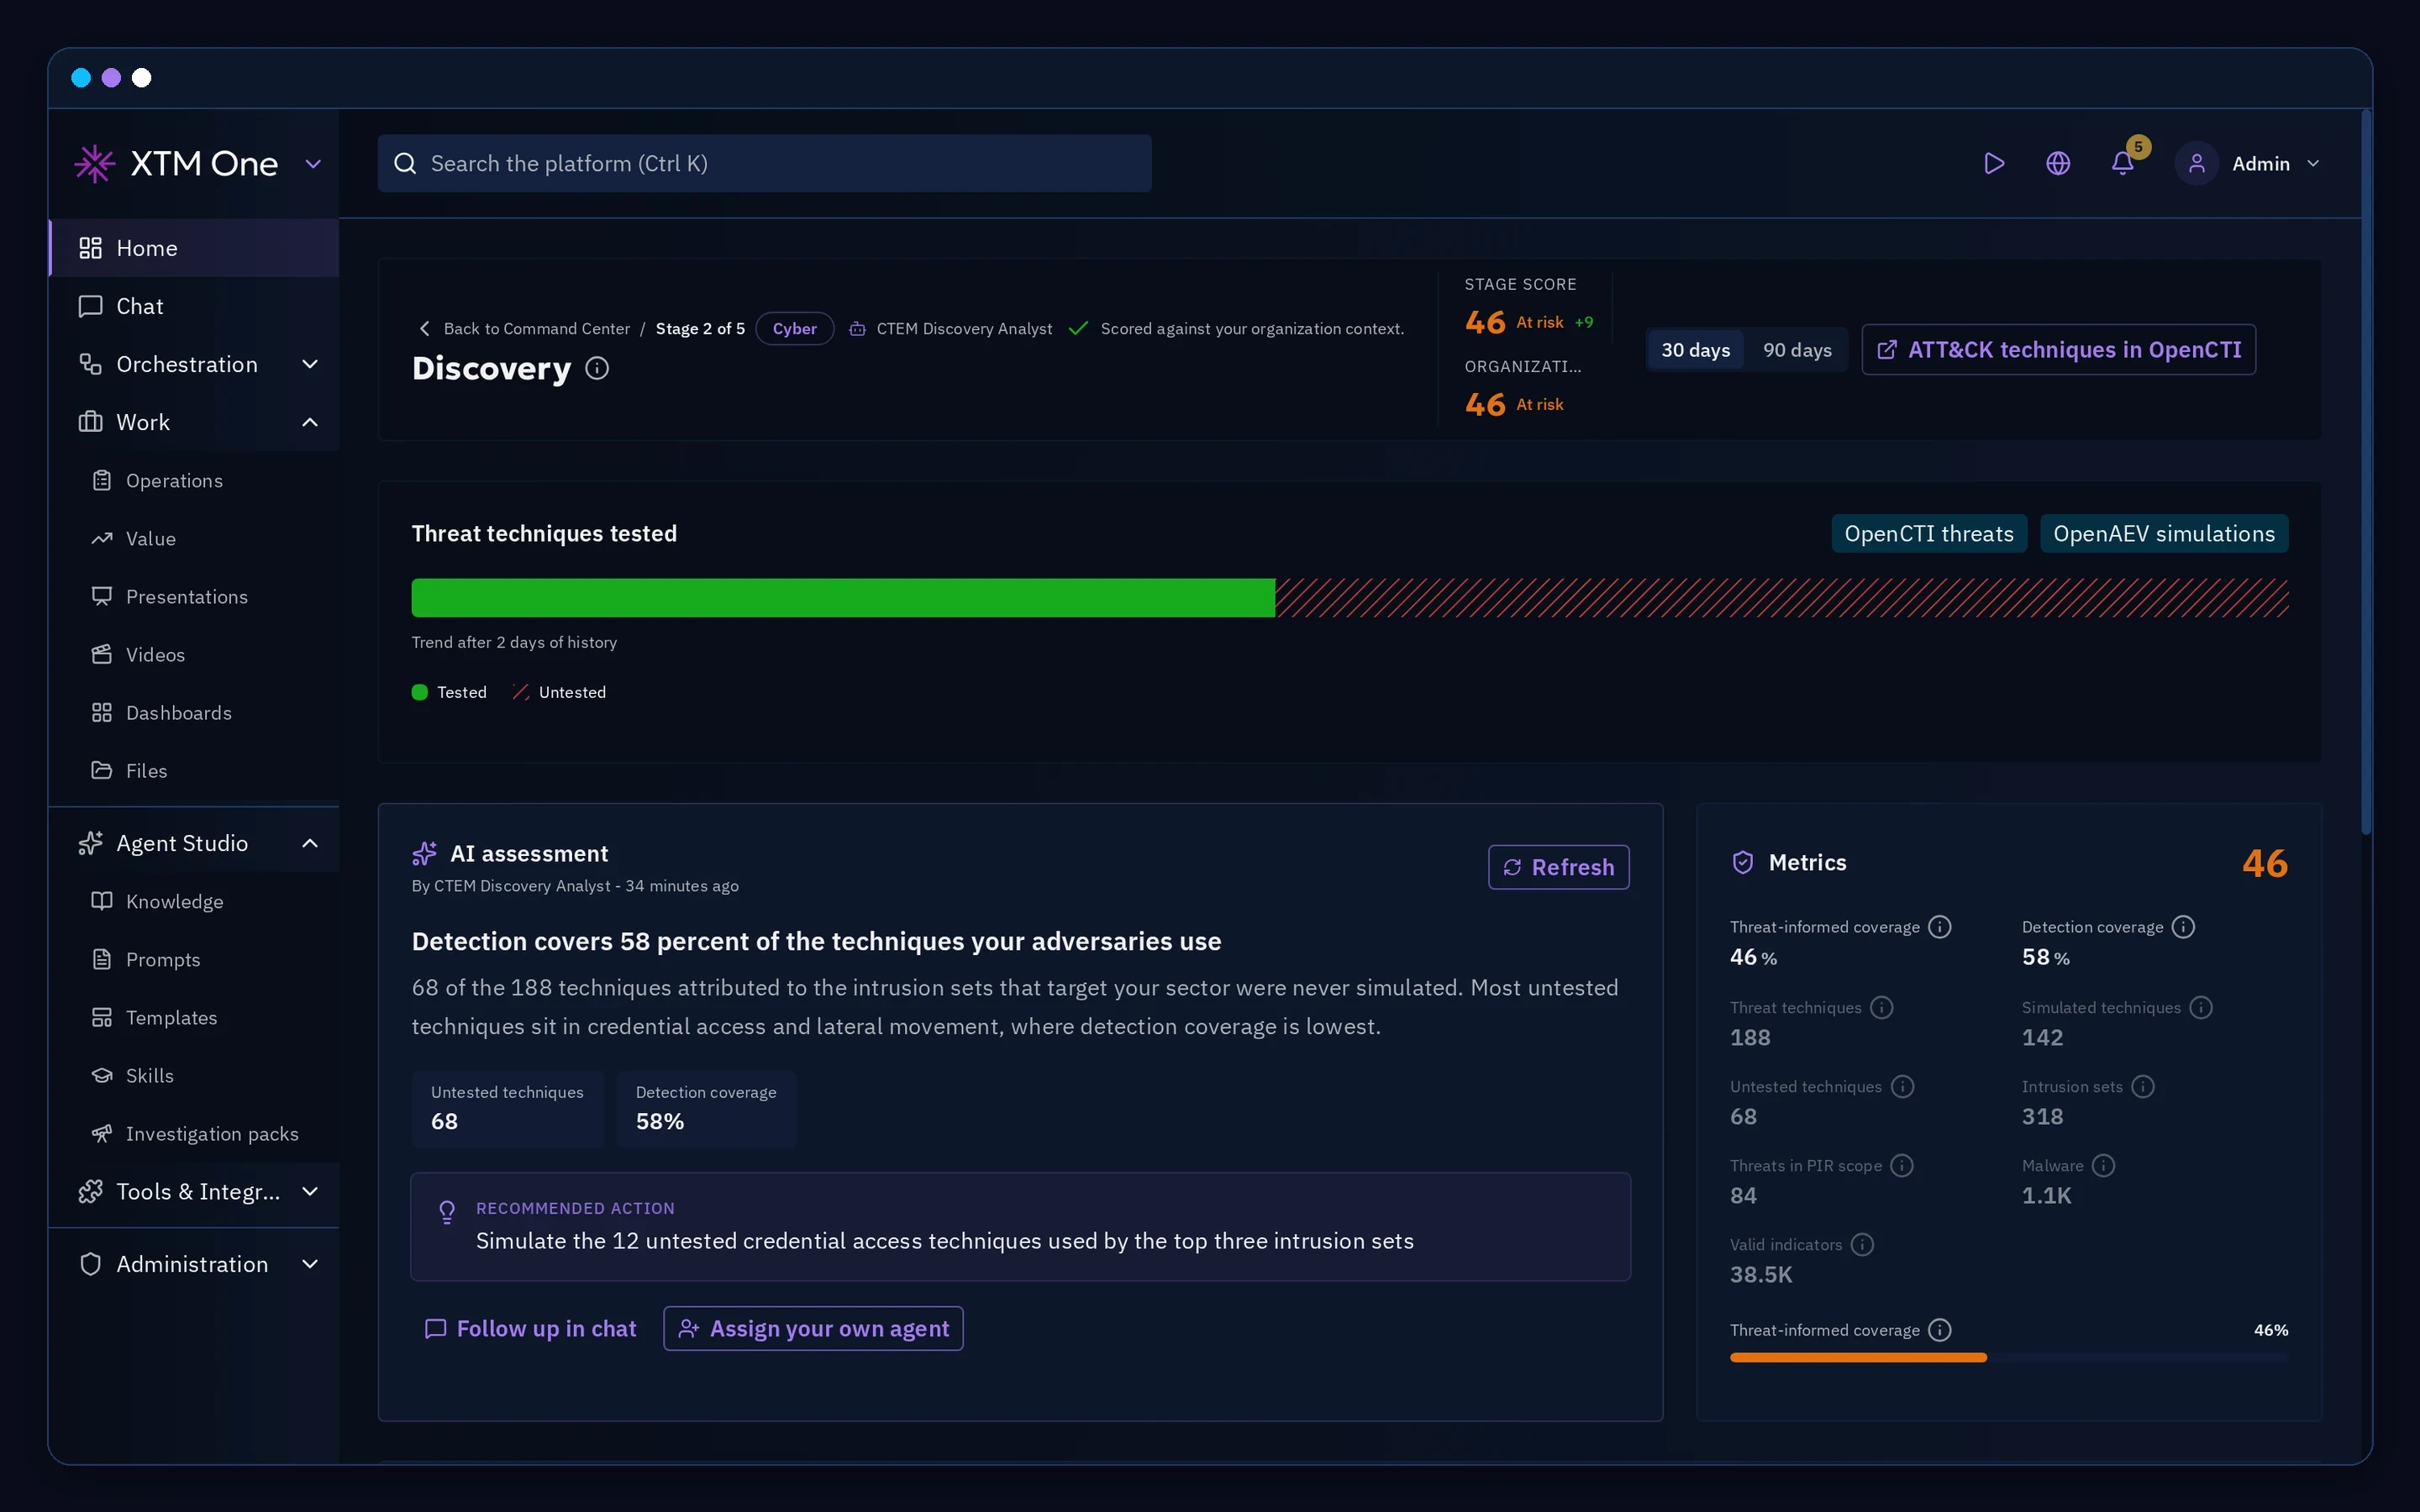 XTM One
Search the platform (Ctrl K)
5
Admin
Home
Chat
Orchestration
Work
Operations
Value
Presentations
Videos
Dashboards
Files
Agent Studio
Knowledge
Prompts
Templates
Skills
Investigation packs
Tools & Integr...
Administration
Back to Command Center / Stage 2 of 5 Cyber CTEM Discovery Analyst Scored against your organization context.
Discovery
STAGE SCORE
46 At risk +9
ORGANIZATI...
46 At risk
30 days 90 days
ATT&CK techniques in OpenCTI
Threat techniques tested
OpenCTI threats OpenAEV simulations
Trend after 2 days of history
Tested Untested
AI assessment
By CTEM Discovery Analyst - 34 minutes ago
Refresh
Detection covers 58 percent of the techniques your adversaries use
68 of the 188 techniques attributed to the intrusion sets that target your sector were never simulated. Most untested
techniques sit in credential access and lateral movement, where detection coverage is lowest.
Untested techniques
68
Detection coverage
58%
RECOMMENDED ACTION
Simulate the 12 untested credential access techniques used by the top three intrusion sets
Follow up in chat Assign your own agent
Metrics 46
Threat-informed coverage
46 %
Detection coverage
58 %
Threat techniques
188
Simulated techniques
142
Untested techniques
68
Intrusion sets
318
Threats in PIR scope
84
Malware
1.1K
Valid indicators
38.5K
Threat-informed coverage 46%